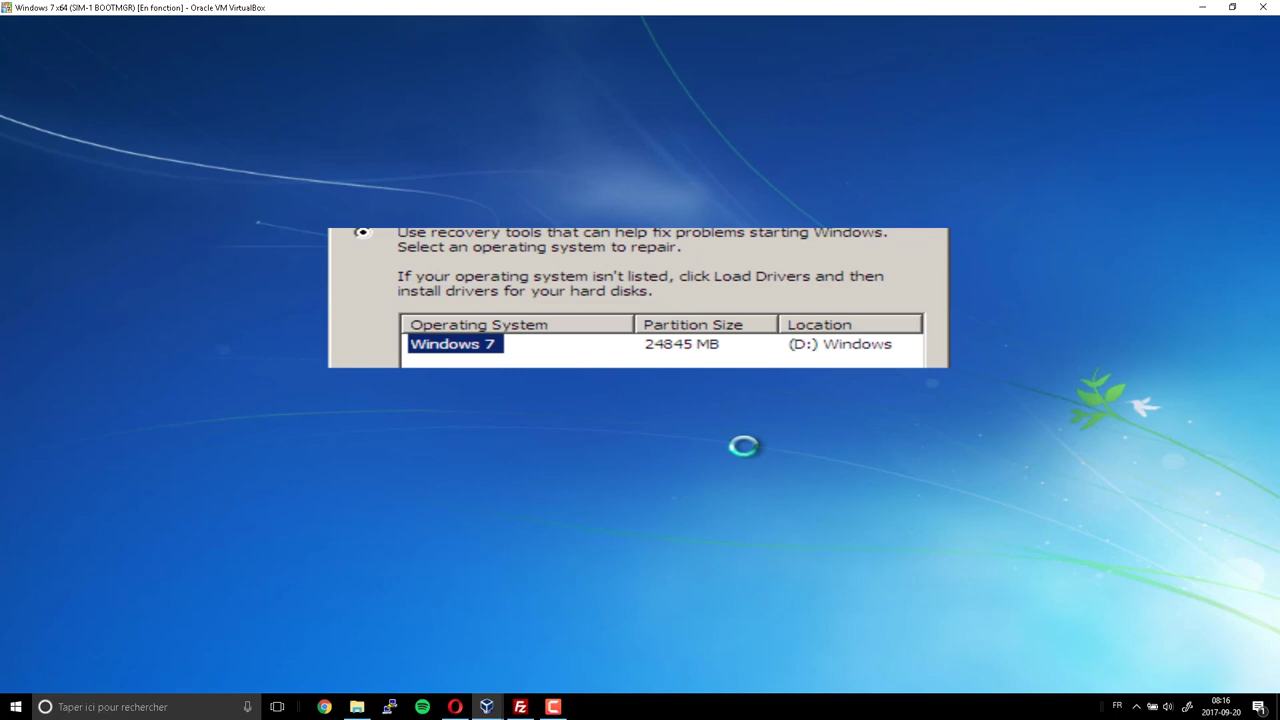 Windows 7 x64 (SIM-1 BOOTMGR) [En fonction] - Oracle VM VirtualBox
Use recovery tools that can help fix problems starting Windows.
Select an operating system to repair.
If your operating system isn't listed, click Load Drivers and then
install drivers for your hard disks.
Operating System Partition Size Location
Windows 7 24845 MB (D:) Windows
Taper ici pour rechercher
FR
08:16
2017-09-20
1